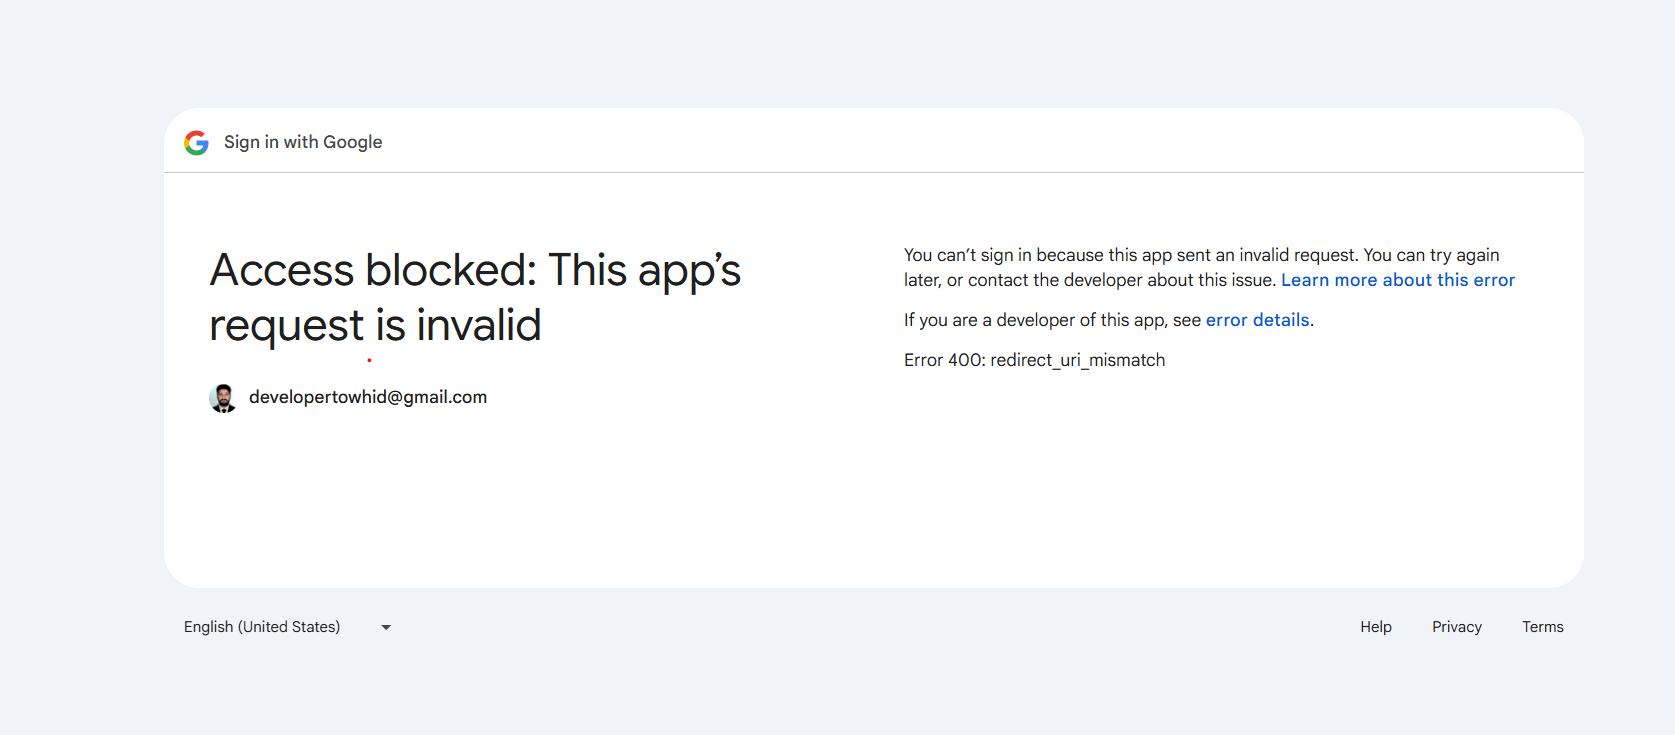 Sign in with Google
Access blocked: This app’s
request is invalid
developertowhid@gmail.com
You can’t sign in because this app sent an invalid request. You can try again
later, or contact the developer about this issue. Learn more about this error
If you are a developer of this app, see error details.
Error 400: redirect_uri_mismatch
English (United States)
Help
Privacy
Terms